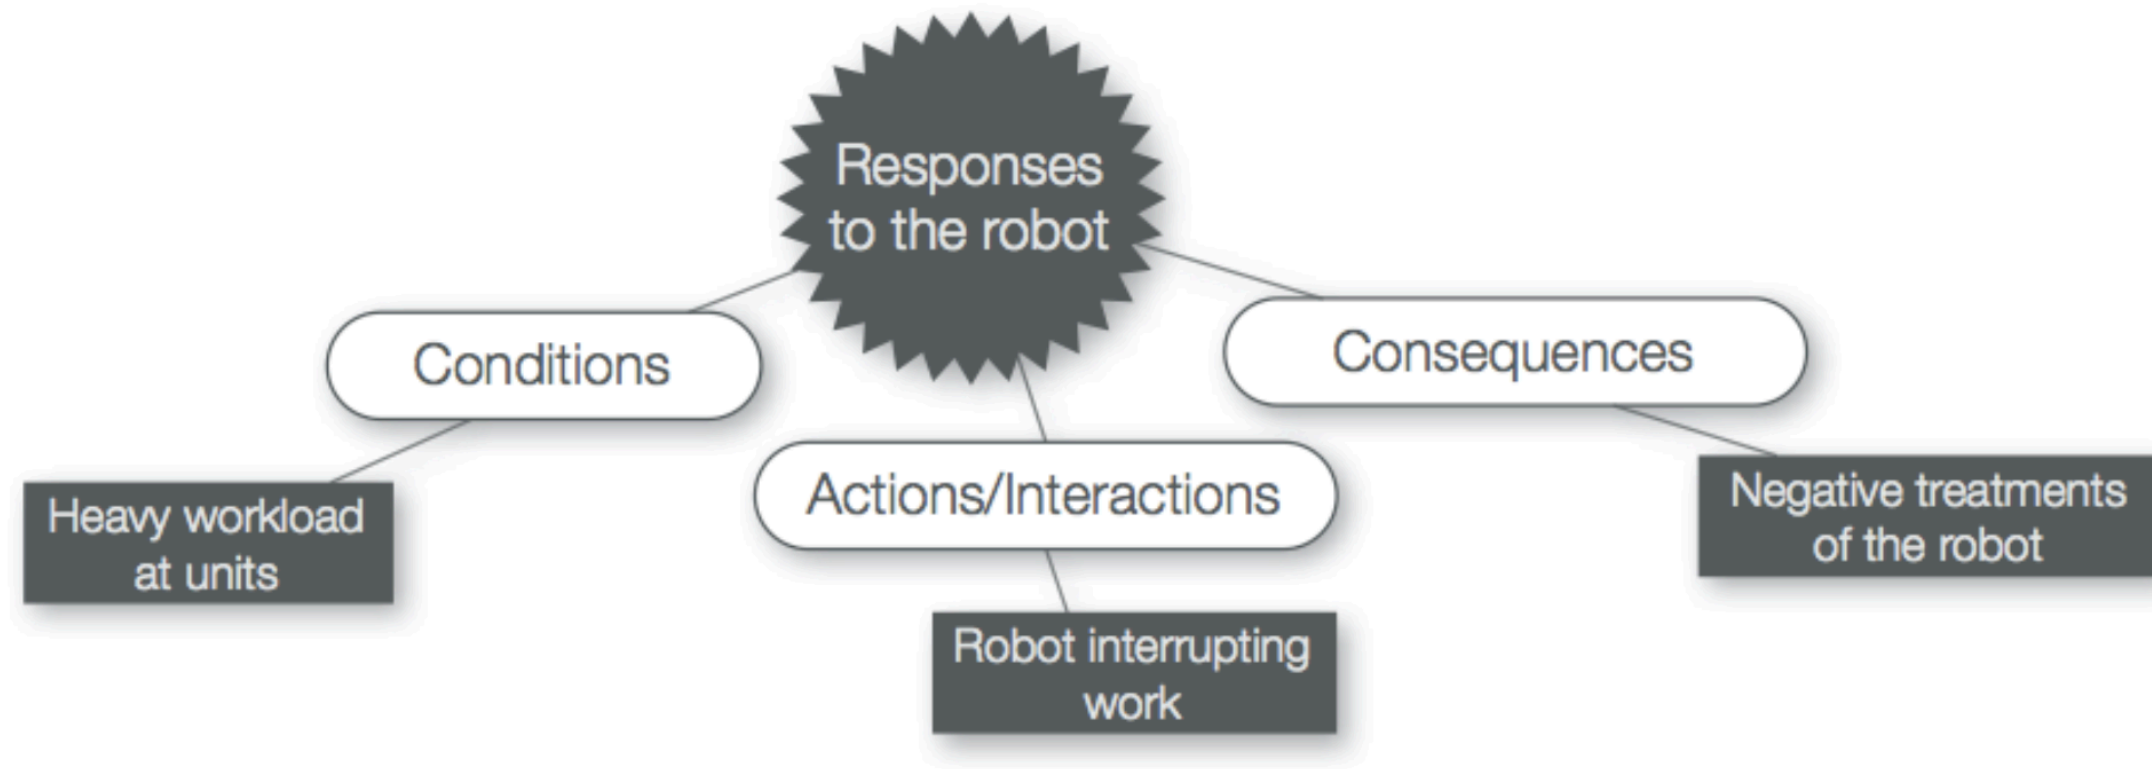 Responses
to the robot
Conditions
Consequences
Actions/Interactions
Heavy workload
at units
Negative treatments
of the robot
Robot interrupting
work